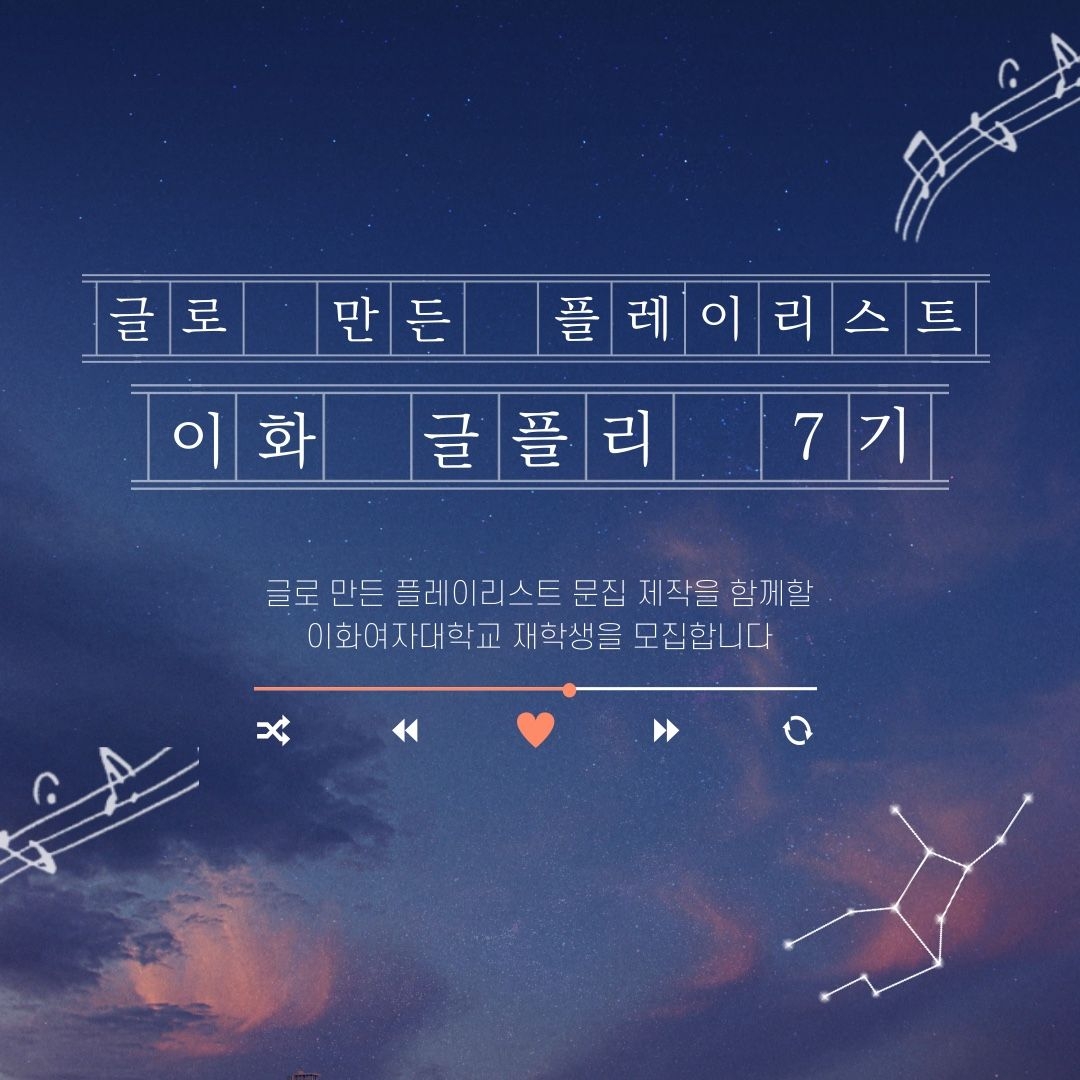 글로 만든 플레이리스트
이화 글플리 7기
글로 만든 플레이리스트 문집 제작을 함께할
이화여자대학교 재학생을 모집합니다